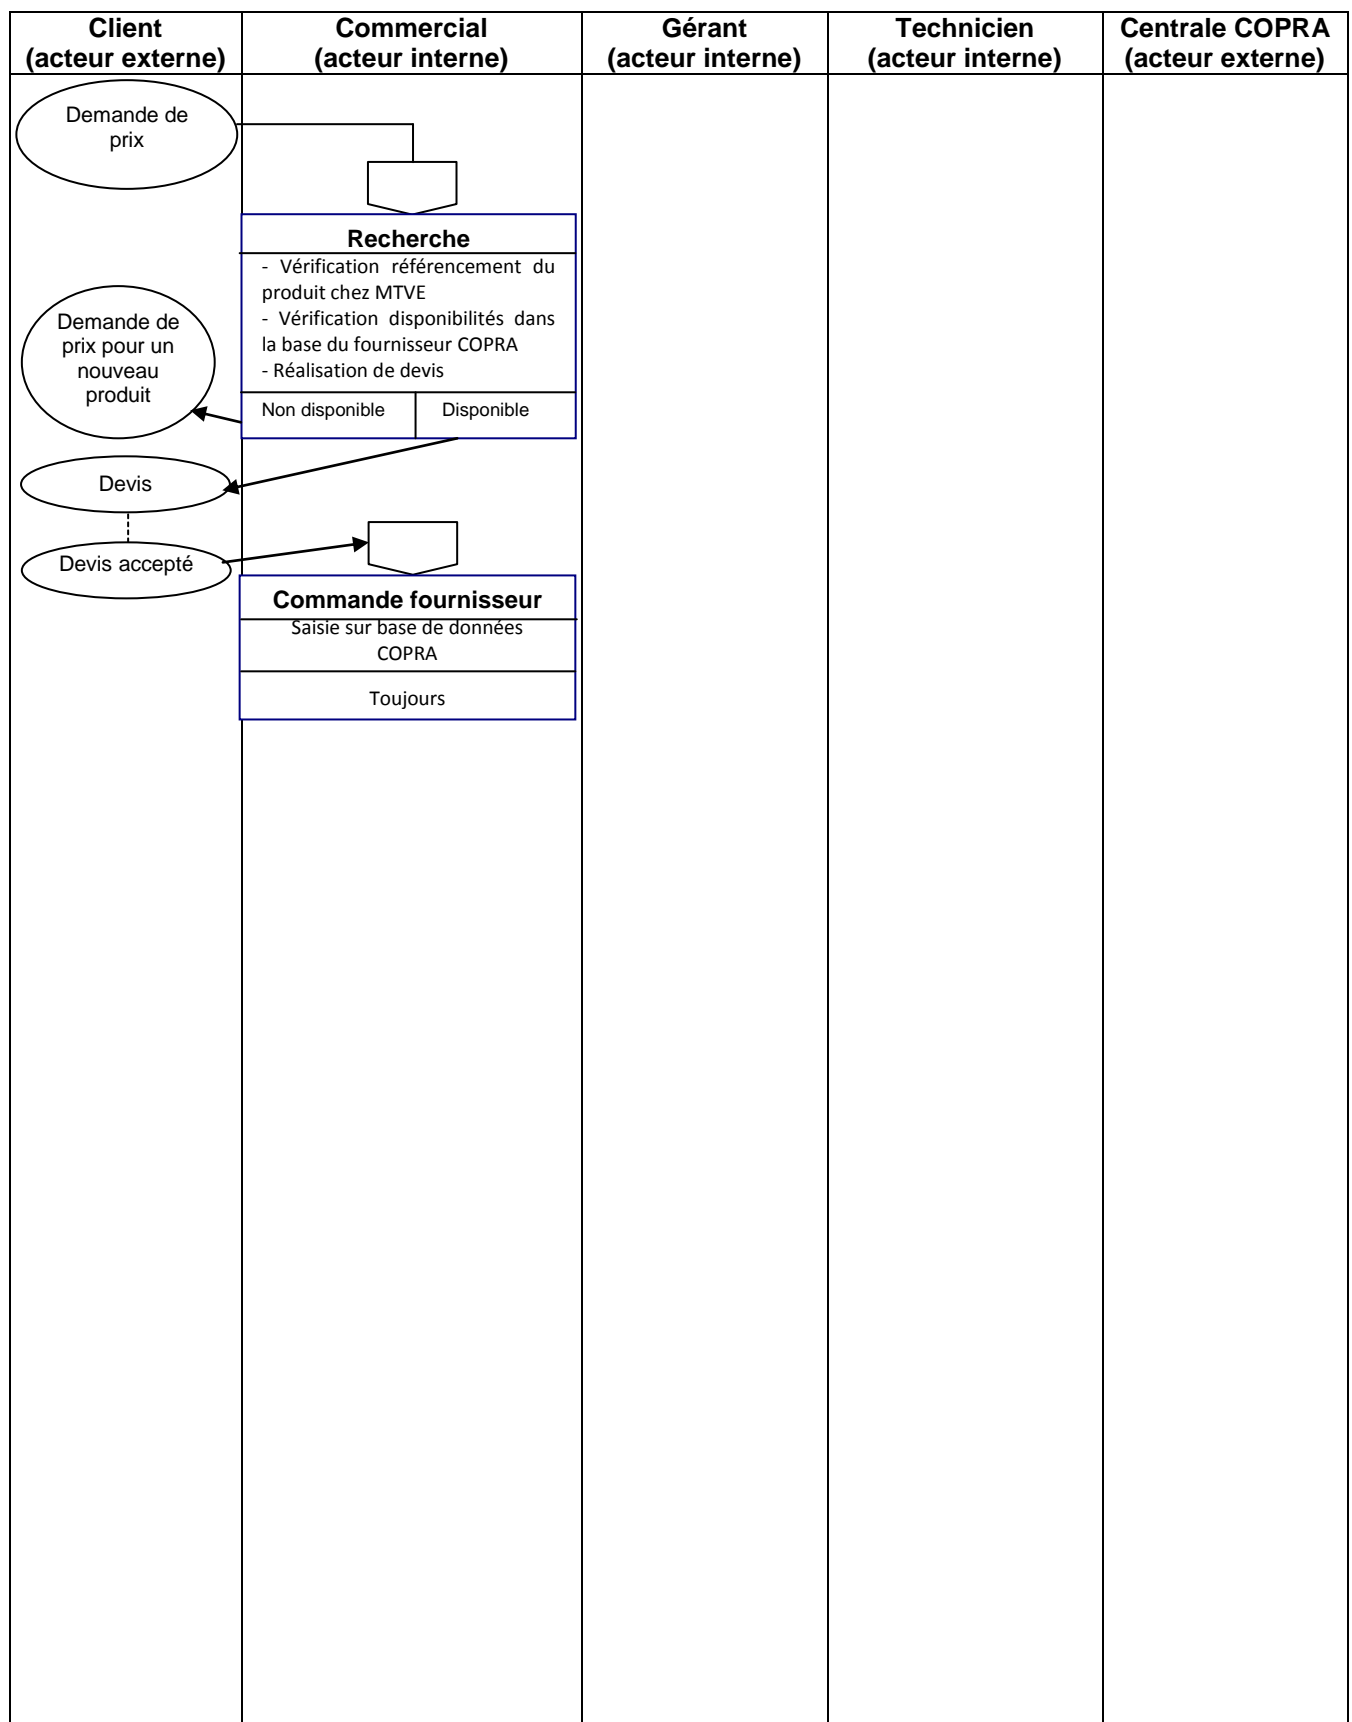 Client
(acteur externe)
Commercial
(acteur interne)
Gérant
(acteur interne)
Technicien
(acteur interne)
Centrale COPRA
(acteur externe)
Demande de
prix
Recherche
- Vérification référencement du
produit chez MTVE
- Vérification disponibilités dans
la base du fournisseur COPRA
- Réalisation de devis
Non disponible
Disponible
Demande de
prix pour un
nouveau
produit
Devis
Devis accepté
Commande fournisseur
Saisie sur base de données
COPRA
Toujours